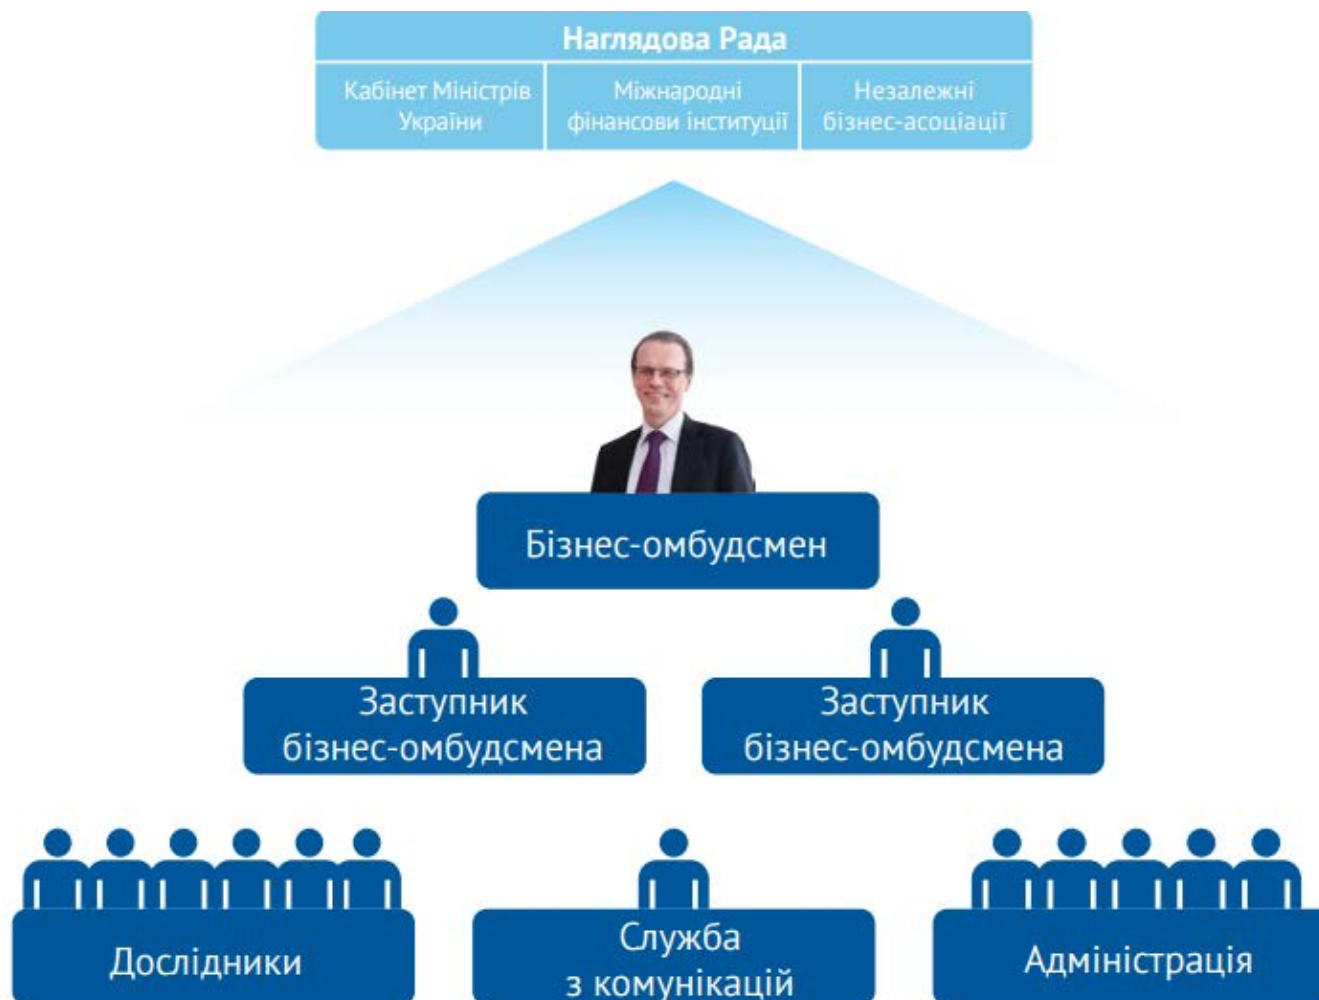 Наглядова Рада
Кабінет Міністрів
України
Міжнародні
фінансови інституції
Незалежні
бізнес-асоціації
Бізнес-омбудсмен
Заступник
бізнес-омбудсмена
Заступник
бізнес-омбудсмена
Дослідники
Служба
з комунікацій
Адміністрація